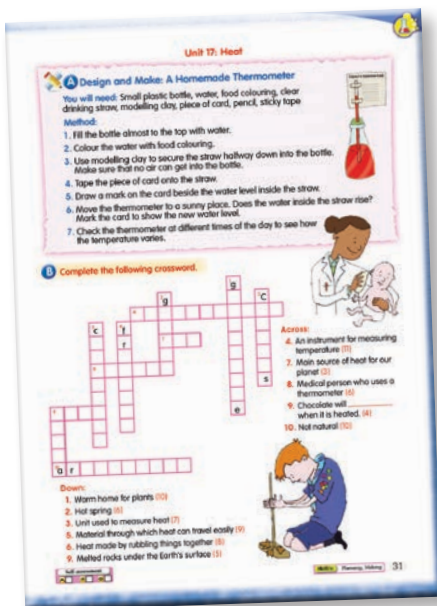 Unit 17: Heat
A Design and Make: A Homemade Thermometer
You will need: Small plastic bottle, water, food colouring, clear
drinking straw, modelling clay, piece of card, pencil, sticky tape
Method:
1. Fill the bottle almost to the top with water.
2. Colour the water with food colouring.
3. Use modelling clay to secure the straw halfway down into the bottle.
Make sure that no air can get into the bottle.
4. Tape the piece of card onto the straw.
5. Draw a mark on the card beside the water level inside the straw.
6. Move the thermometer to a sunny place. Does the water inside the straw rise?
Mark the card to show the new water level.
7. Check the thermometer at different times of the day to see how
the temperature varies.
B Complete the following crossword.
g
g
C
c
t
r
s
e
a r
Across:
4. An instrument for measuring
temperature (11)
7. Main source of heat for our
planet (3)
8. Medical person who uses a
thermometer (6)
9. Chocolate will
when it is heated. (4)
10. Not natural (10)
Down:
1. Warm home for plants (10)
2. Hot spring (6)
3. Unit used to measure heat (7)
5. Material through which heat can travel easily (9)
6. Heat made by rubbing things together (8)
9. Melted rocks under the Earth's surface (5)
Self-assessment
31